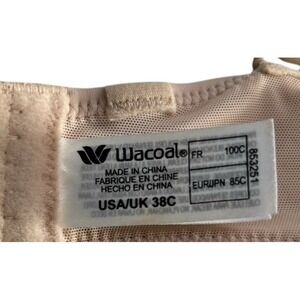 Wacoal®
MADE IN CHINA
FABRIQUE EN CHINE
HECHO EN CHINA
USA/UK 38C
FR 100C
EUR/JPN 85C
853251